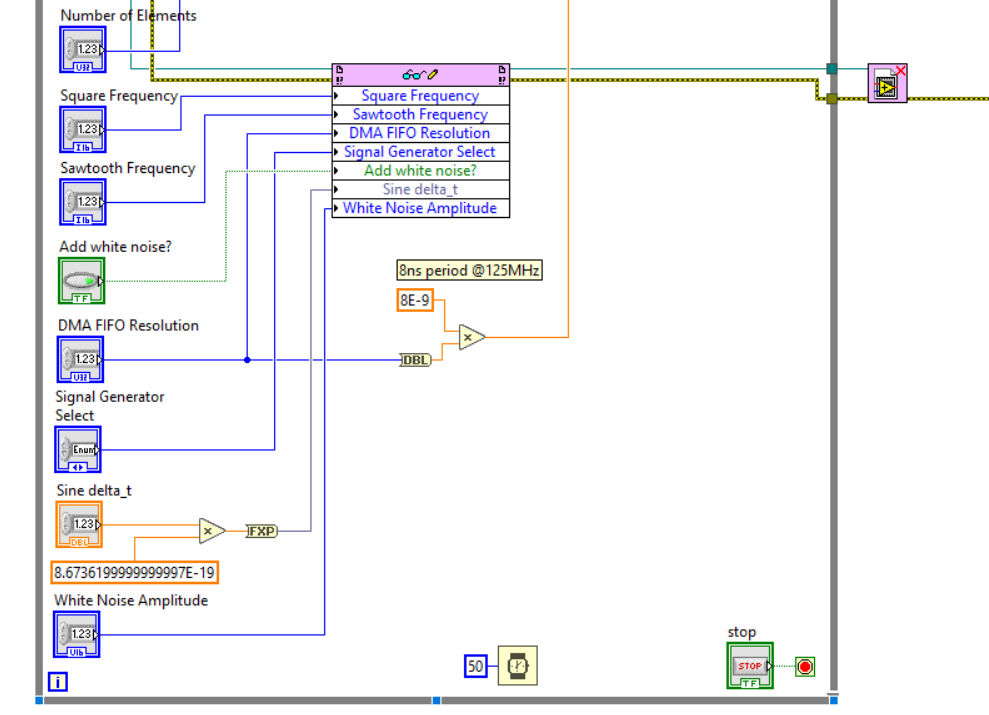 Number of Elements
1.23
U32
Square Frequency
1.23
I16
Sawtooth Frequency
1.23
I16
Add white noise?
TF
DMA FIFO Resolution
1.23
U32
Signal Generator
Select
Enum
Sine delta_t
1.23
DBL
8.6736199999999997E-19
White Noise Amplitude
1.23
U16
i
Square Frequency
Sawtooth Frequency
DMA FIFO Resolution
Signal Generator Select
Add white noise?
Sine delta_t
White Noise Amplitude
8ns period @125MHz
8E-9
x
DBL
x
FXP
50
stop
STOP
TF